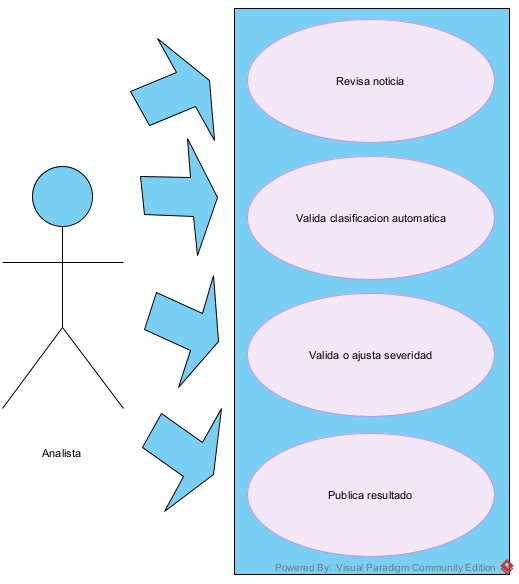 Revisa noticia
Valida clasificacion automatica
Valida o ajusta severidad
Analista
Publica resultado
Powered By: Visual Paradigm Community Edition